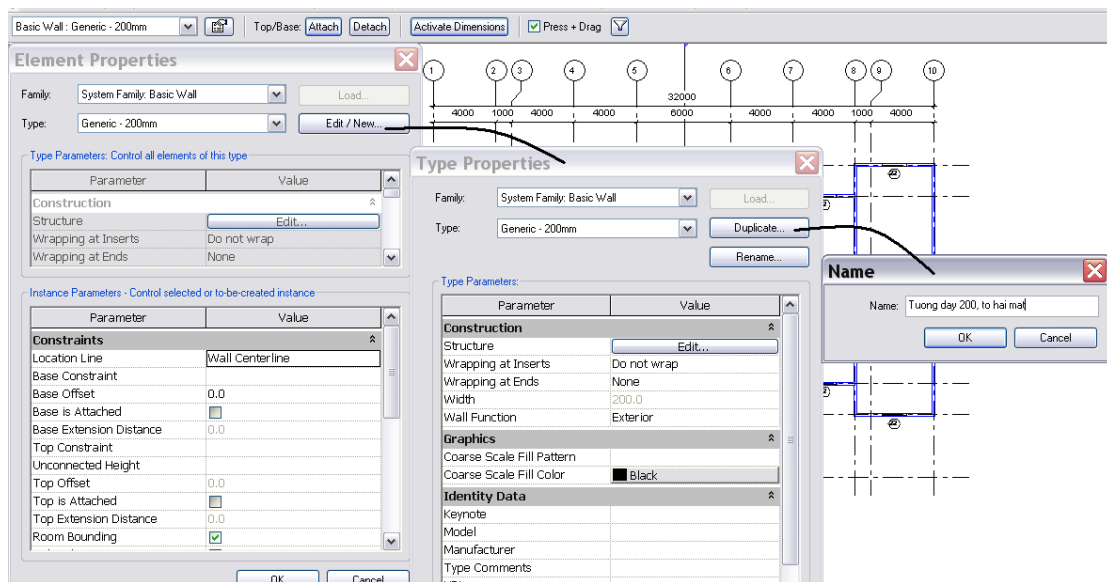 Basic Wall : Generic - 200mm
Top/Base: Attach Detach
Activate Dimensions
Press + Drag
Element Properties
Family: System Family: Basic Wall Load...
Type: Generic - 200mm Edit / New...
Type Parameters: Control all elements of this type
Parameter Value
Construction
Structure Edit...
Wrapping at Inserts Do not wrap
Wrapping at Ends None
Instance Parameters - Control selected or to-be-created instance
Parameter Value
Constraints
Location Line Wall Centerline
Base Constraint
Base Offset 0.0
Base is Attached
Base Extension Distance 0.0
Top Constraint
Unconnected Height
Top Offset 0.0
Top is Attached
Top Extension Distance 0.0
Room Bounding
OK Cancel
1 2 3 4 5 6 7 8 9 10
32000
4000 1000 4000 4000 6000 4000 4000 1000 4000
Type Properties
Family: System Family: Basic Wall Load...
Type: Generic - 200mm Duplicate...
Rename...
Type Parameters:
Parameter Value
Construction
Structure Edit...
Wrapping at Inserts Do not wrap
Wrapping at Ends None
Width 200.0
Wall Function Exterior
Graphics
Coarse Scale Fill Pattern
Coarse Scale Fill Color Black
Identity Data
Keynote
Model
Manufacturer
Type Comments
Name
Name: Tuong day 200, to hai mat
OK Cancel